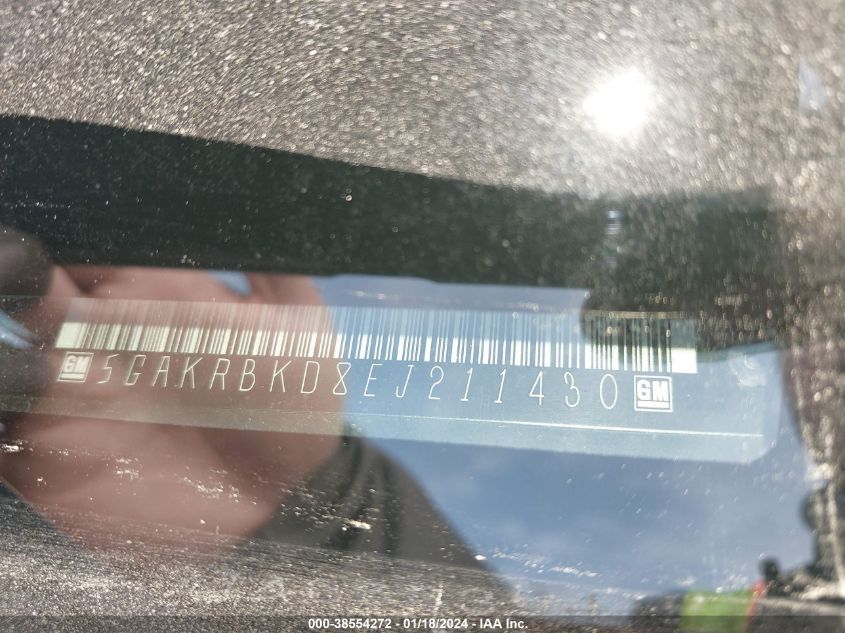 GM 5GAKRBKD8EJ211430 GM
000-38554272 - 01/18/2024 - IAA Inc.